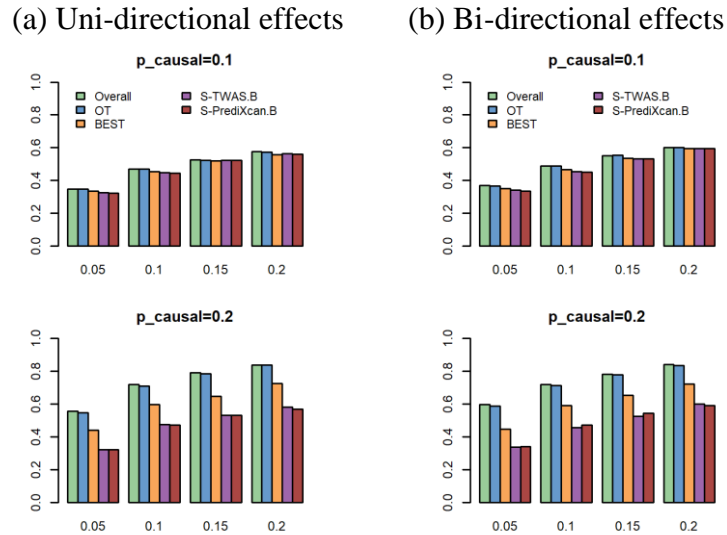 (a) Uni-directional effects
(b) Bi-directional effects
p_causal=0.1
1.0
0.8
0.6
0.4
0.2
0.0
Overall
OT
BEST
S-TWAS.B
S-PrediXcan.B
0.05 0.1 0.15 0.2
p_causal=0.1
1.0
0.8
0.6
0.4
0.2
0.0
Overall
OT
BEST
S-TWAS.B
S-PrediXcan.B
0.05 0.1 0.15 0.2
p_causal=0.2
1.0
0.8
0.6
0.4
0.2
0.0
0.05 0.1 0.15 0.2
p_causal=0.2
1.0
0.8
0.6
0.4
0.2
0.0
0.05 0.1 0.15 0.2